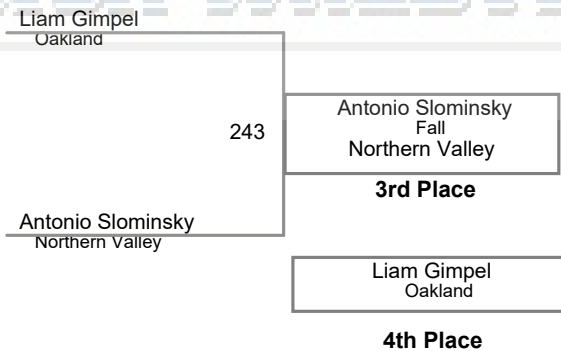 Liam Gimpel
Oakland
243
Antonio Slominsky
Fall
Northern Valley
3rd Place
Antonio Slominsky
Northern Valley
Liam Gimpel
Oakland
4th Place